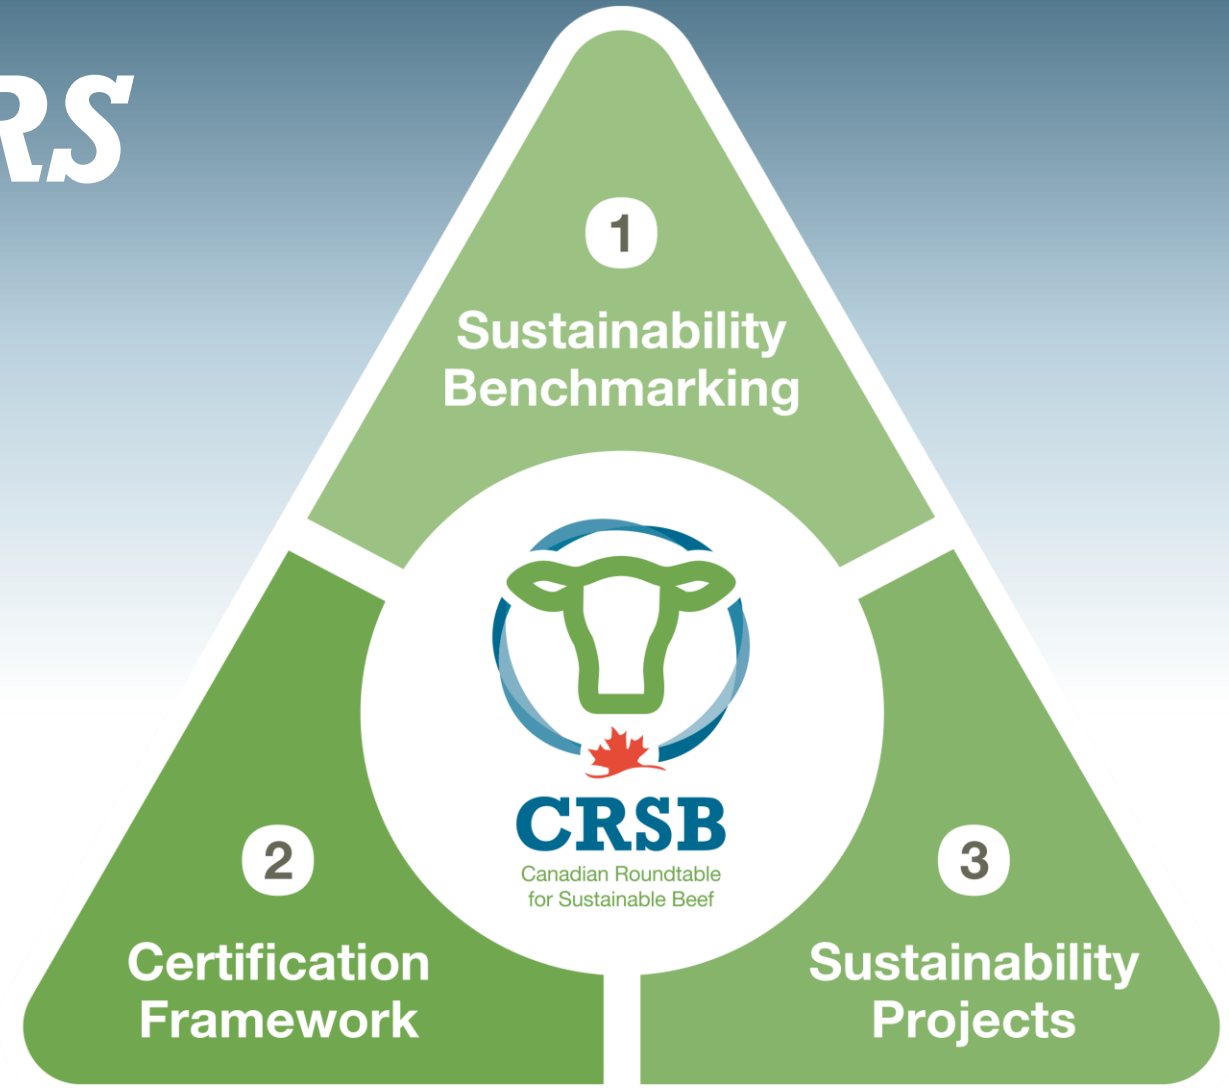 RS
1
Sustainability
Benchmarking
CRSB
Canadian Roundtable
for Sustainable Beef
2
Certification
Framework
3
Sustainability
Projects